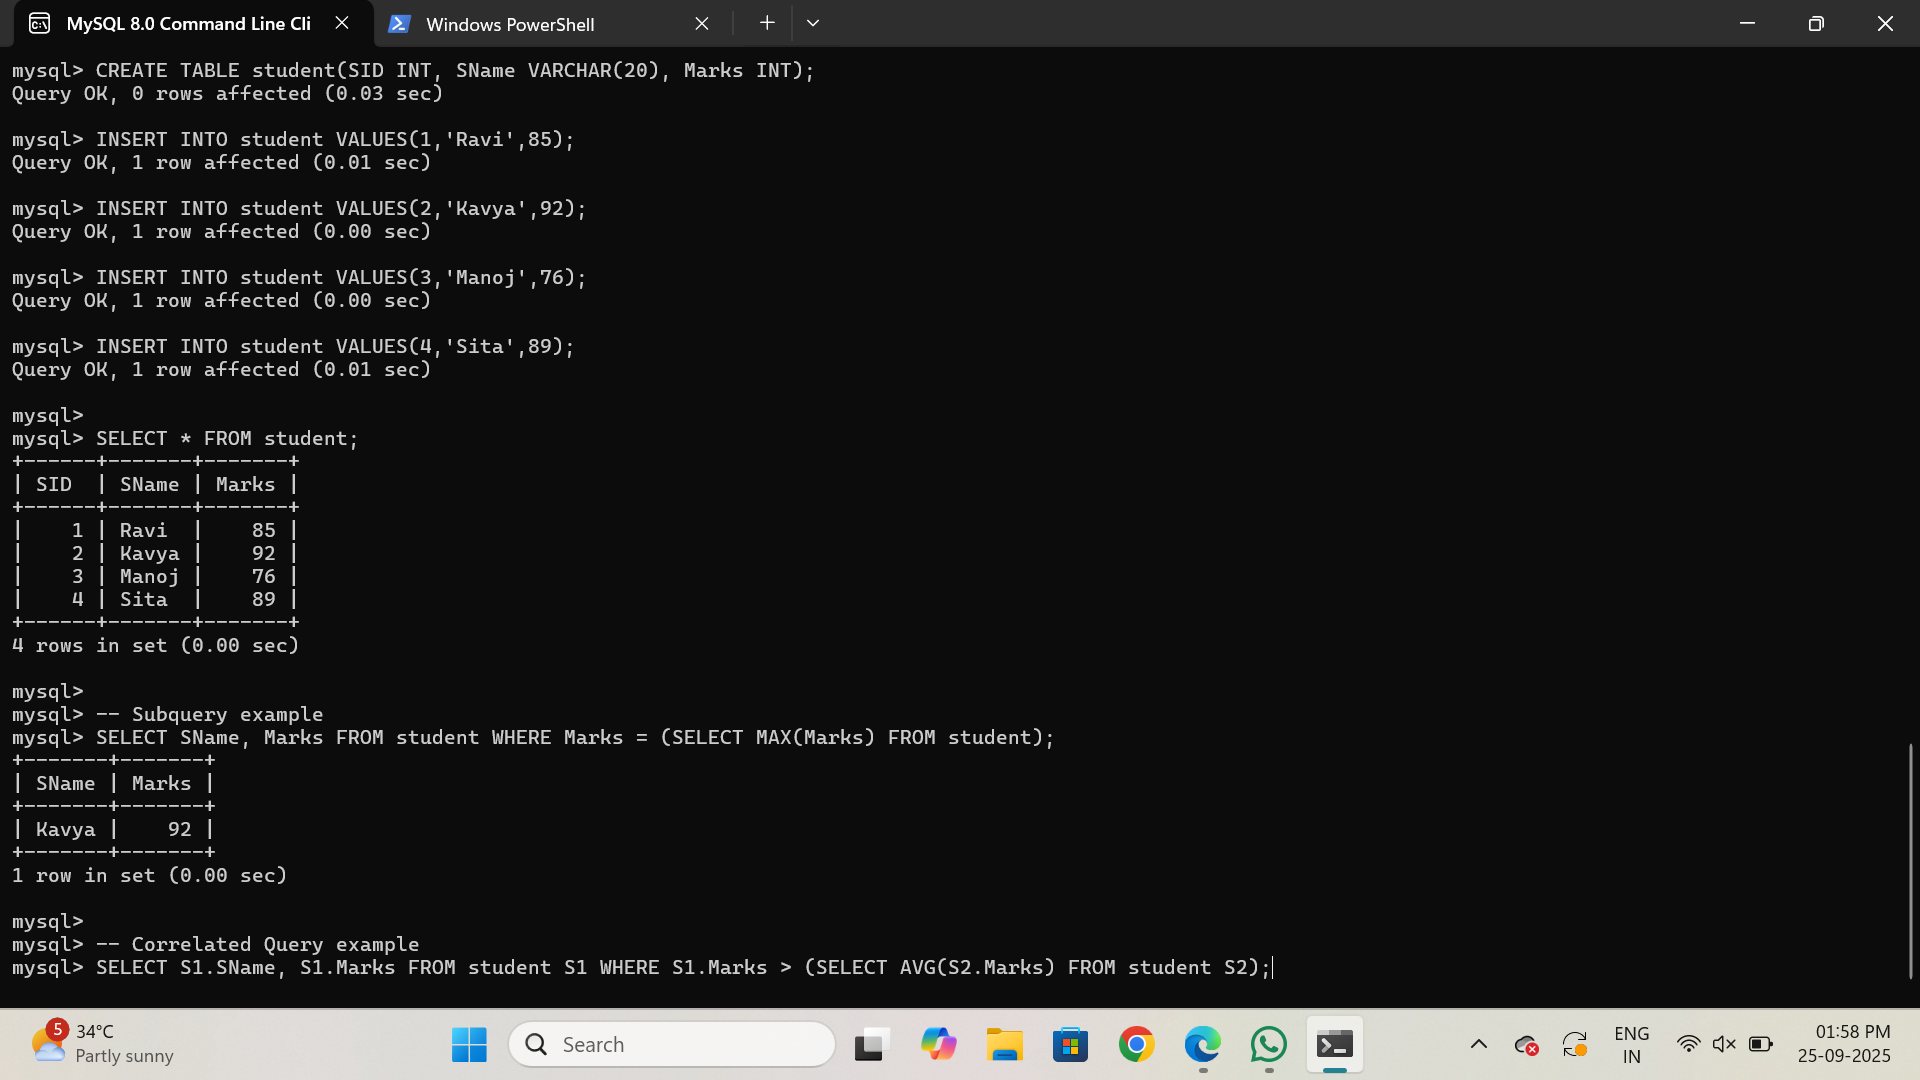 MySQL 8.0 Command Line Cli
Windows PowerShell
mysql> CREATE TABLE student(SID INT, SName VARCHAR(20), Marks INT);
Query OK, 0 rows affected (0.03 sec)
mysql> INSERT INTO student VALUES(1,'Ravi',85);
Query OK, 1 row affected (0.01 sec)
mysql> INSERT INTO student VALUES(2,'Kavya',92);
Query OK, 1 row affected (0.00 sec)
mysql> INSERT INTO student VALUES(3,'Manoj',76);
Query OK, 1 row affected (0.00 sec)
mysql> INSERT INTO student VALUES(4,'Sita',89);
Query OK, 1 row affected (0.01 sec)
mysql>
mysql> SELECT * FROM student;
+------+-------+-------+
| SID  | SName | Marks |
+------+-------+-------+
|    1 | Ravi  |    85 |
|    2 | Kavya |    92 |
|    3 | Manoj |    76 |
|    4 | Sita  |    89 |
+------+-------+-------+
4 rows in set (0.00 sec)
mysql>
mysql> -- Subquery example
mysql> SELECT SName, Marks FROM student WHERE Marks = (SELECT MAX(Marks) FROM student);
+-------+-------+
| SName | Marks |
+-------+-------+
| Kavya |    92 |
+-------+-------+
1 row in set (0.00 sec)
mysql>
mysql> -- Correlated Query example
mysql> SELECT S1.SName, S1.Marks FROM student S1 WHERE S1.Marks > (SELECT AVG(S2.Marks) FROM student S2);
5
34°C
Partly sunny
Search
ENG
IN
01:58 PM
25-09-2025